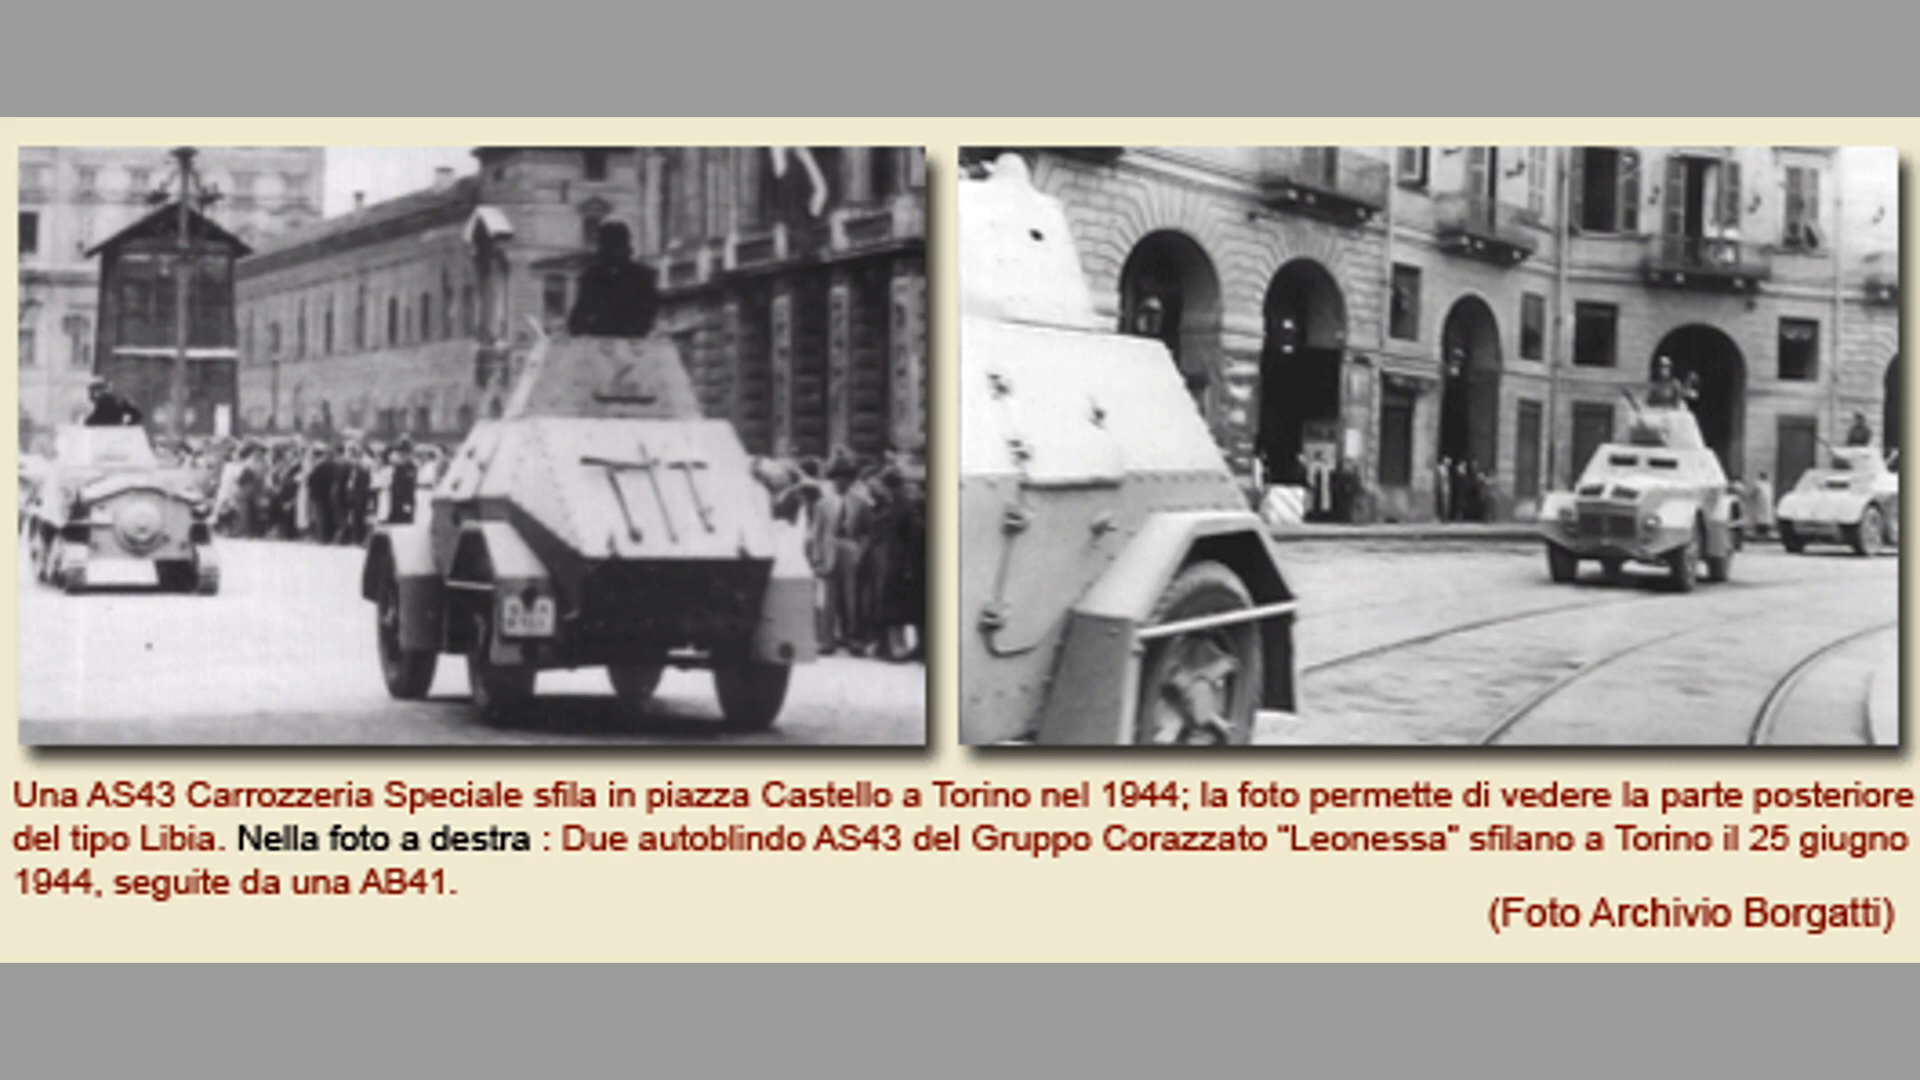 Una AS43 Carrozzeria Speciale sfila in piazza Castello a Torino nel 1944; la foto permette di vedere la parte posteriore
del tipo Libia. Nella foto a destra : Due autoblindo AS43 del Gruppo Corazzato "Leonessa" sfilano a Torino il 25 giugno
1944, seguite da una AB41.
(Foto Archivio Borgatti)